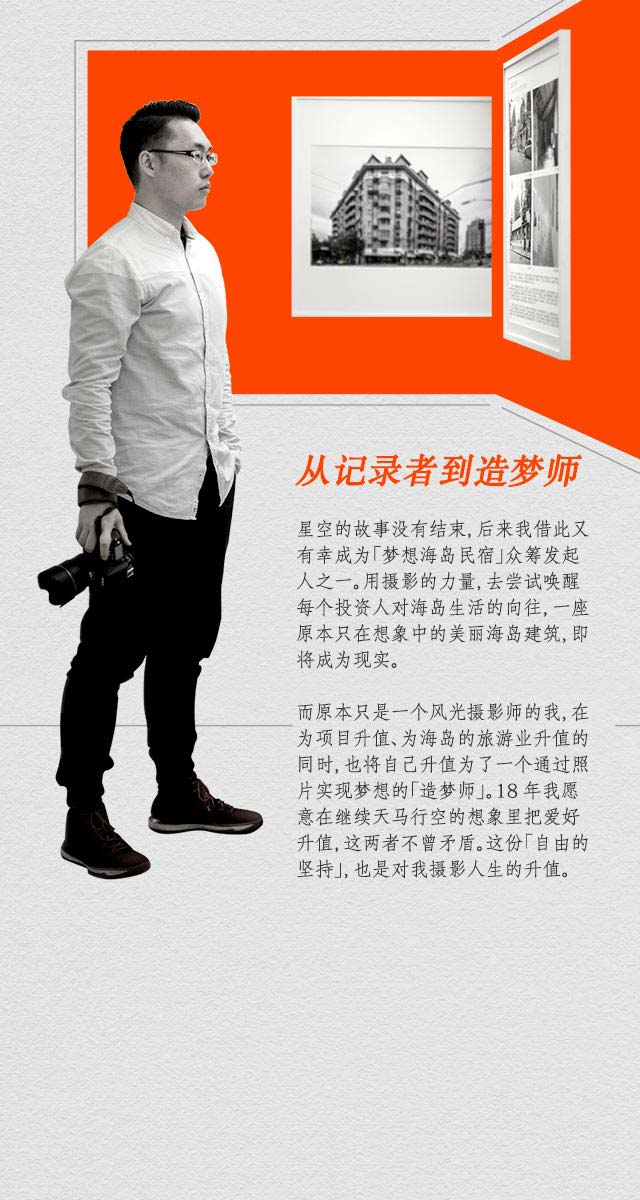 从记录者到造梦师
星空的故事没有结束,后来我借此又
有幸成为「梦想海岛民宿」众筹发起
人之一。用摄影的力量,去尝试唤醒
每个投资人对海岛生活的向往,一座
原本只在想象中的美丽海岛建筑,即
将成为现实。
而原本只是一个风光摄影师的我,在
为项目升值、为海岛的旅游业升值的
同时,也将自己升值为了一个通过照
片实现梦想的「造梦师」。18 年我愿
意在继续天马行空的想象里把爱好
升值,这两者不曾矛盾。这份「自由的
坚持」,也是对我摄影人生的升值。